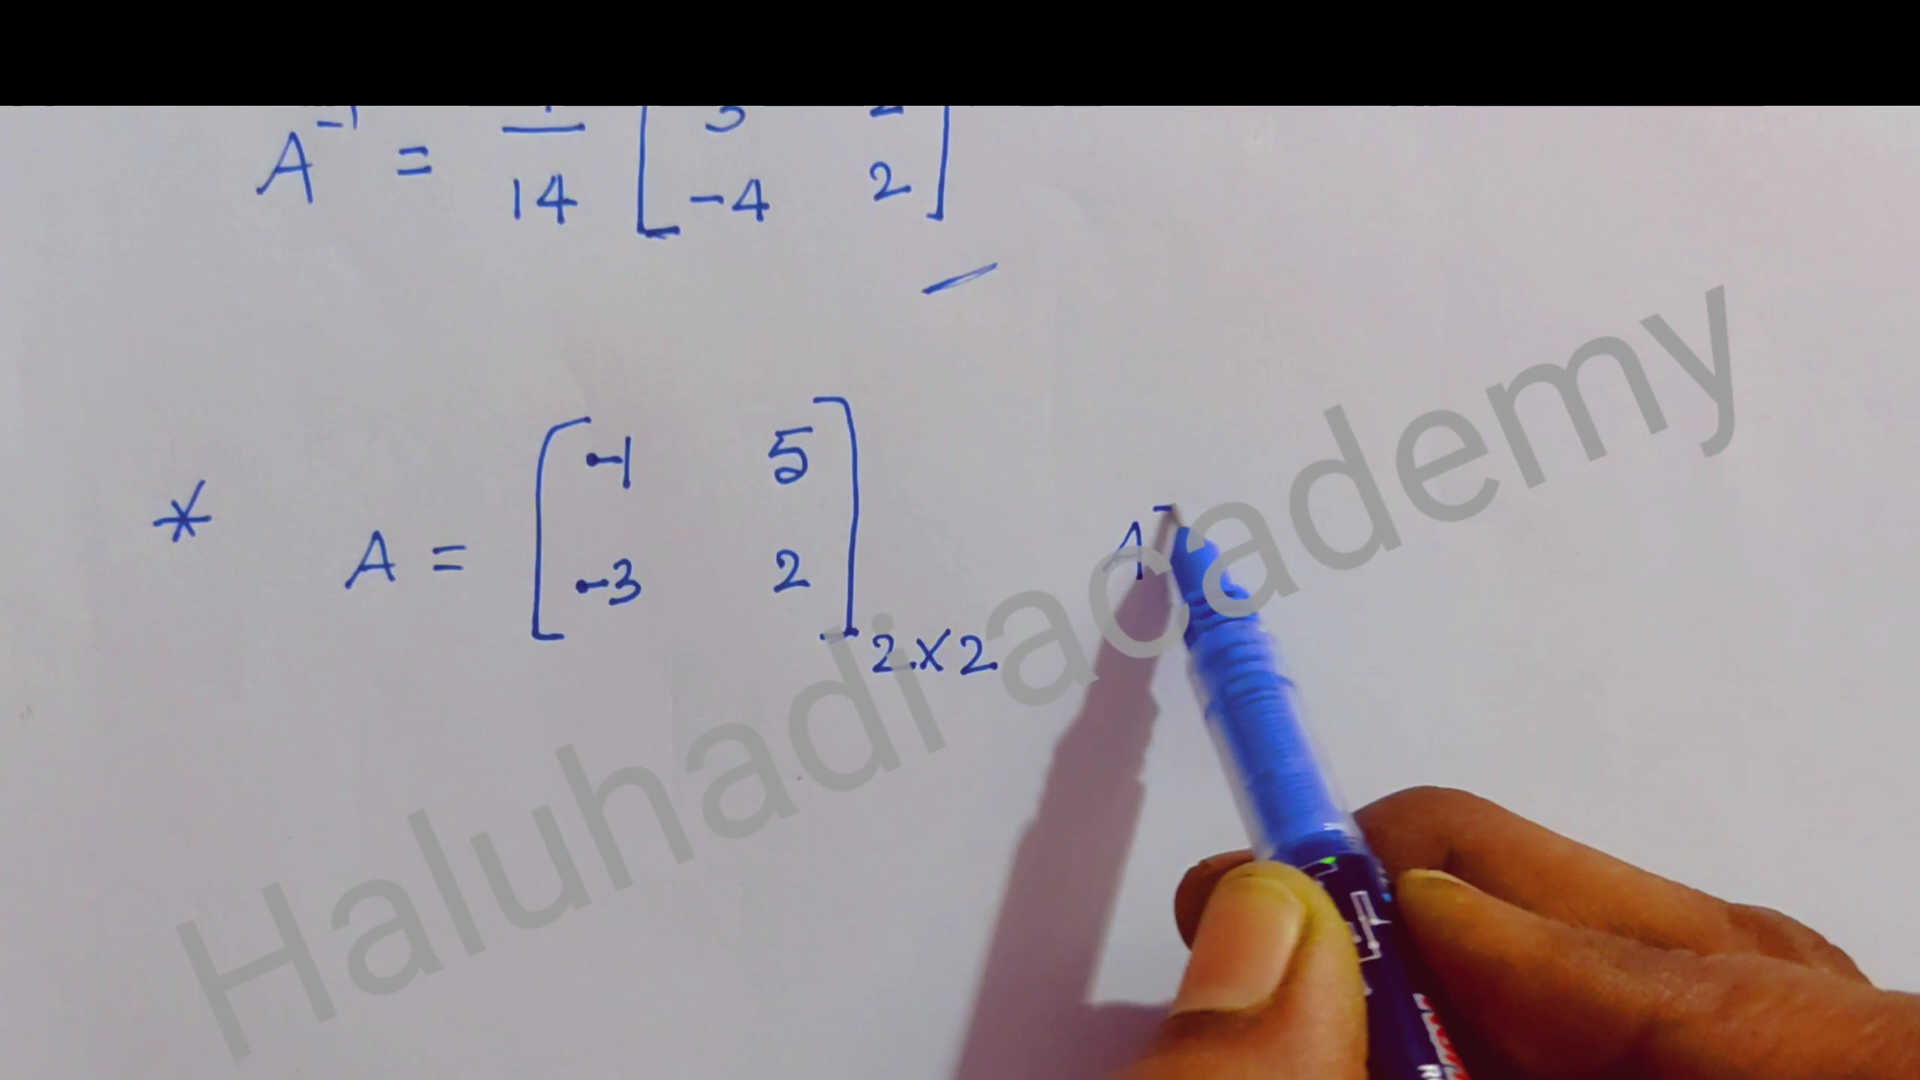 A⁻¹ = 1/14 [3 2
-4 2]
* A = [-1 5
-3 2] 2×2 A⁻
Haluhadi academy